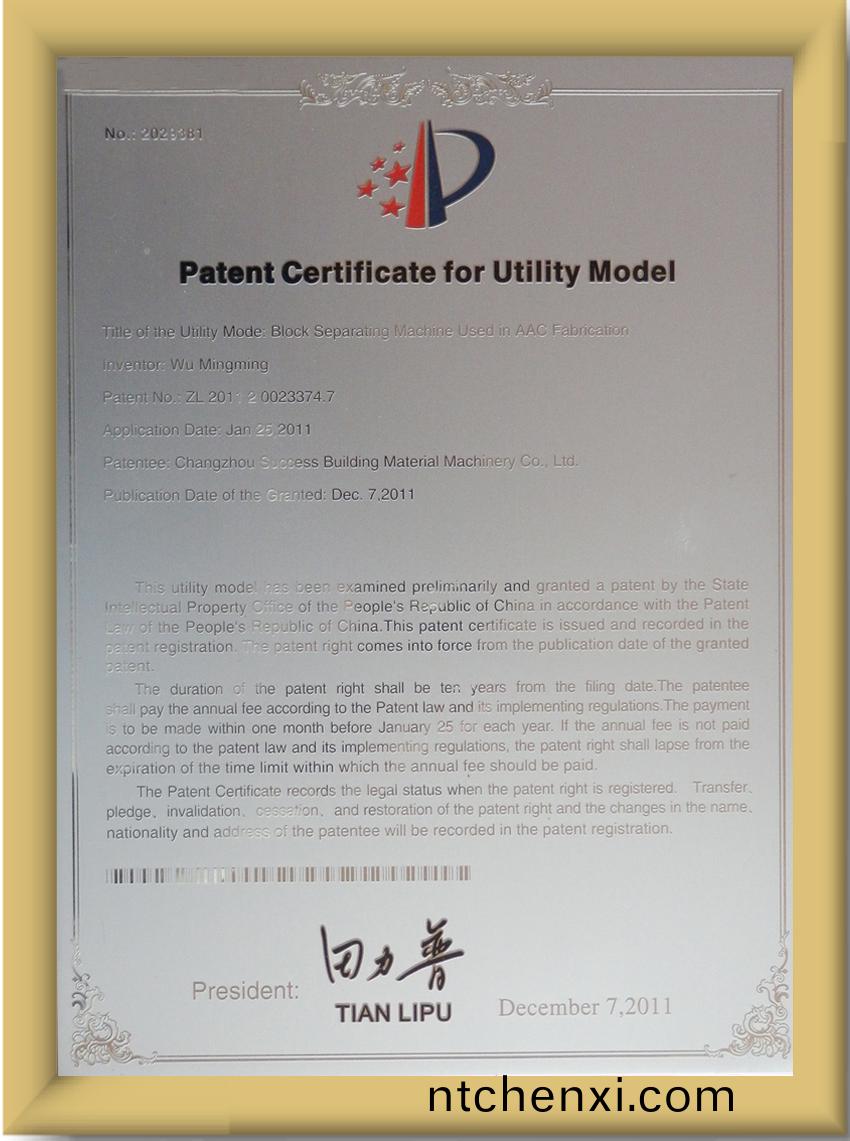 No.: 2023381
Patent Certificate for Utility Model
Title of the Utility Mode: Block Separating Machine Used in AAC Fabrication
Inventor: Wu Mingming
Patent No.: ZL 2011 2 0023374.7
Application Date: Jan 25,2011
Patentee: Changzhou Success Building Material Machinery Co., Ltd.
Publication Date of the Granted: Dec. 7,2011
This utility model has been examined preliminarily and granted a patent by the State
Intellectual Property Office of the People's Republic of China in accordance with the Patent
Law of the People's Republic of China.This patent certificate is issued and recorded in the
patent registration. The patent right comes into force from the publication date of the granted
patent.
The duration of the patent right shall be ten years from the filing date.The patentee
shall pay the annual fee according to the Patent law and its implementing regulations.The payment
is to be made within one month before January 25 for each year. If the annual fee is not paid
according to the patent law and its implementing regulations, the patent right shall lapse from the
expiration of the time limit within which the annual fee should be paid.
The Patent Certificate records the legal status when the patent right is registered. Transfer、
pledge、invalidation、cessation、and restoration of the patent right and the changes in the name、
nationality and address of the patentee will be recorded in the patent registration.
田力普
President:
TIAN LIPU
December 7,2011
ntchenxi.com